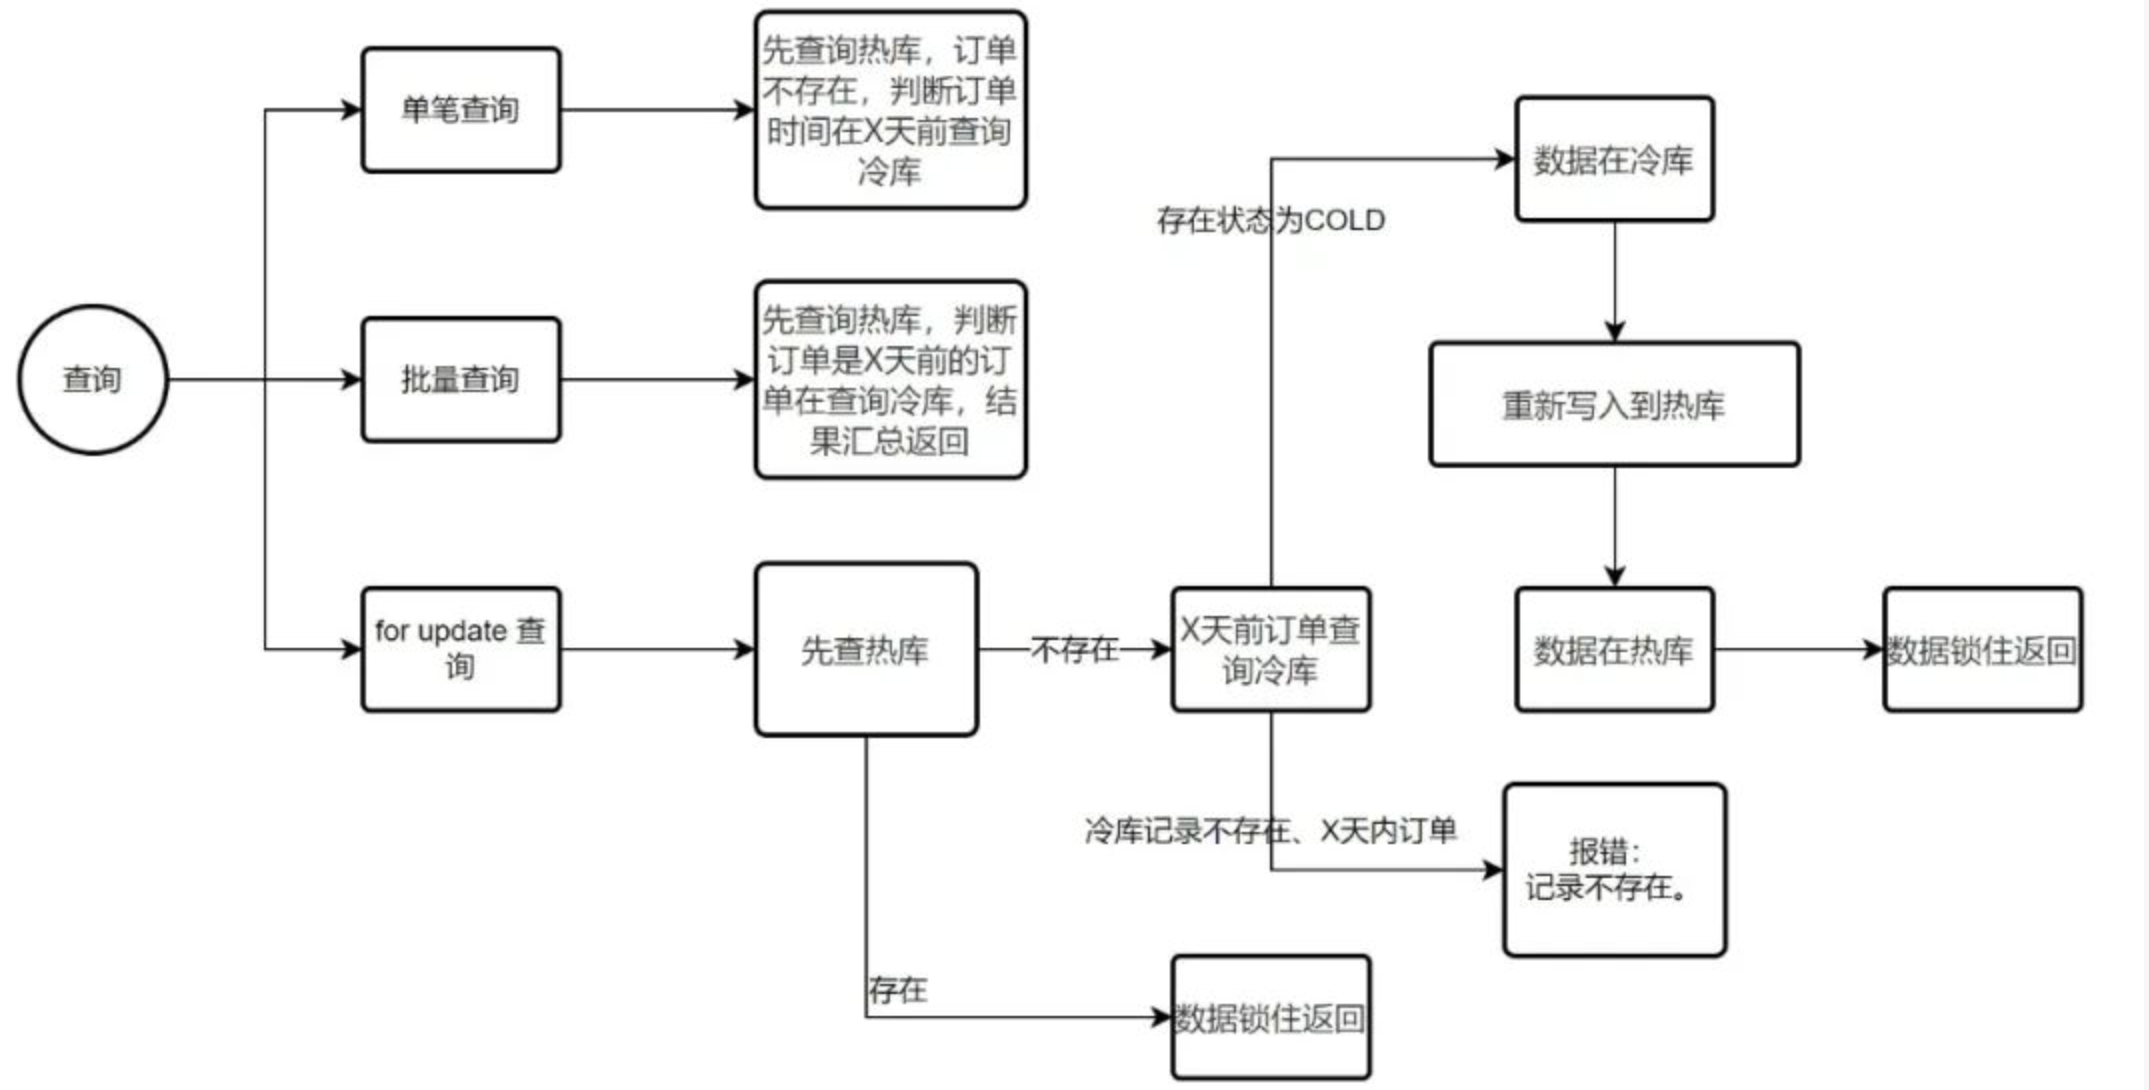 查询
单笔查询
先查询热库，订单
不存在，判断订单
时间在X天前查询
冷库
批量查询
先查询热库，判断
订单是X天前的订
单在查询冷库，结
果汇总返回
for update 查
询
先查热库
不存在
X天前订单查
询冷库
存在状态为COLD
数据在冷库
重新写入到热库
数据在热库
数据锁住返回
冷库记录不存在、X天内订单
报错：
记录不存在。
存在
数据锁住返回